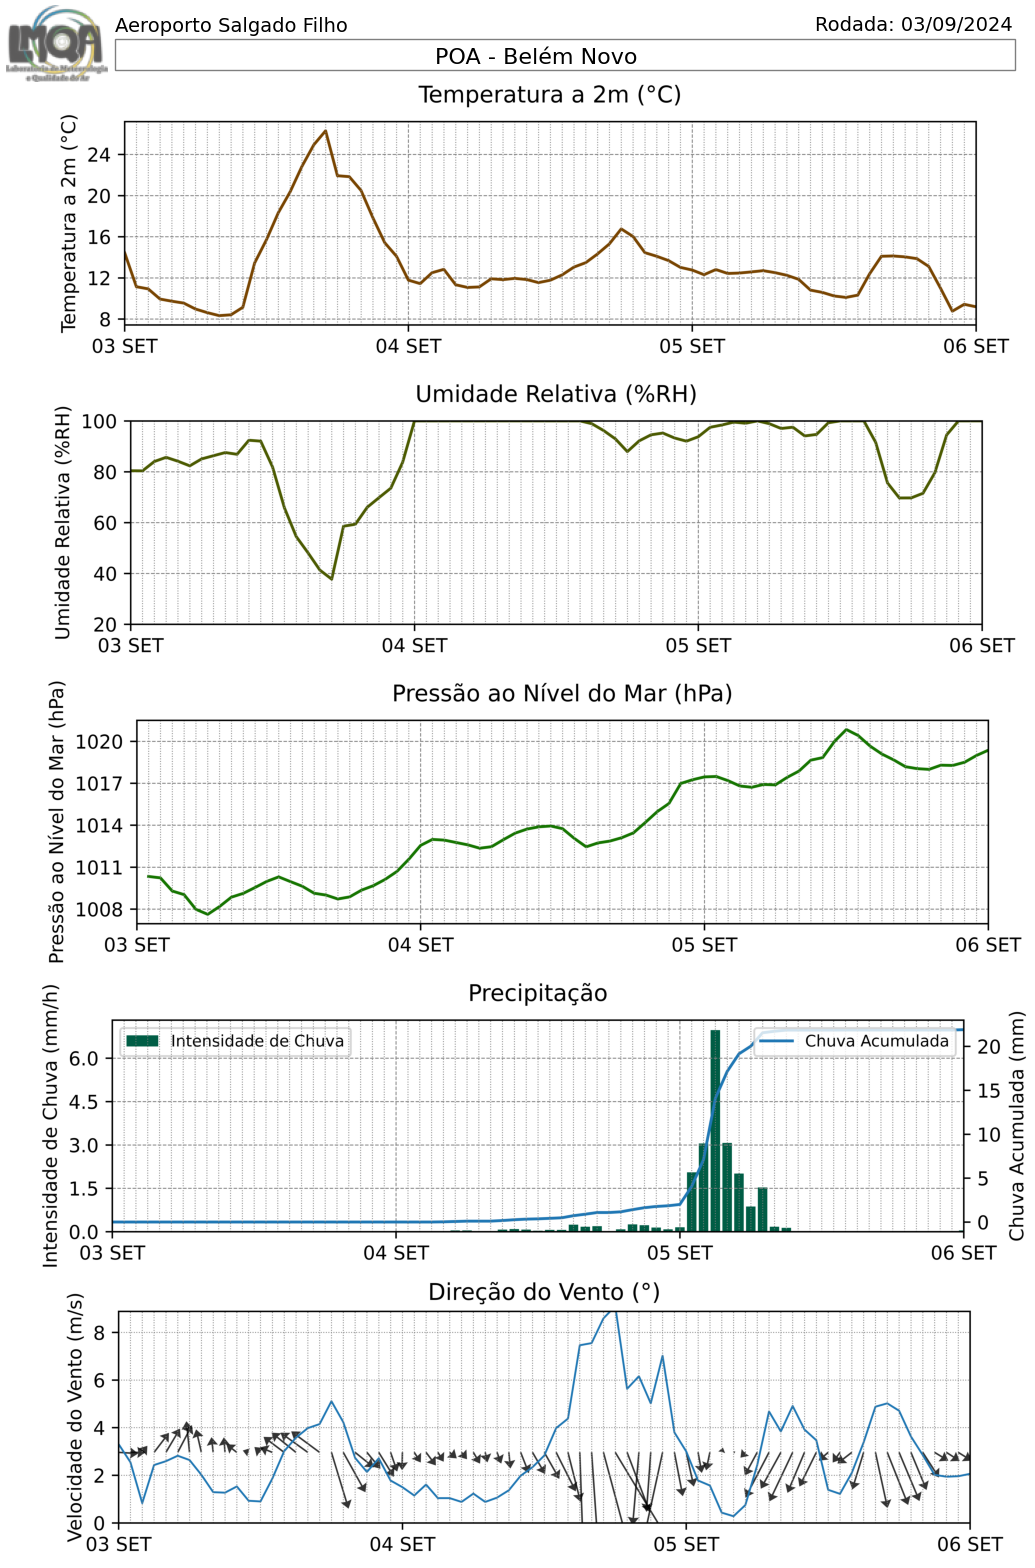 LMQA
Laboratório de Meteorologia
e Qualidade do Ar
Aeroporto Salgado Filho
Rodada: 03/09/2024
POA - Belém Novo
Temperatura a 2m (°C)
Temperatura a 2m (°C)
24
20
16
12
8
03 SET
04 SET
05 SET
06 SET
Umidade Relativa (%RH)
Umidade Relativa (%RH)
100
80
60
40
20
03 SET
04 SET
05 SET
06 SET
Pressão ao Nível do Mar (hPa)
Pressão ao Nível do Mar (hPa)
1020
1017
1014
1011
1008
03 SET
04 SET
05 SET
06 SET
Precipitação
Intensidade de Chuva (mm/h)
6.0
4.5
3.0
1.5
0.0
Intensidade de Chuva
Chuva Acumulada
20
15
10
5
0
Chuva Acumulada (mm)
03 SET
04 SET
05 SET
06 SET
Direção do Vento (°)
Velocidade do Vento (m/s)
8
6
4
2
0
03 SET
04 SET
05 SET
06 SET